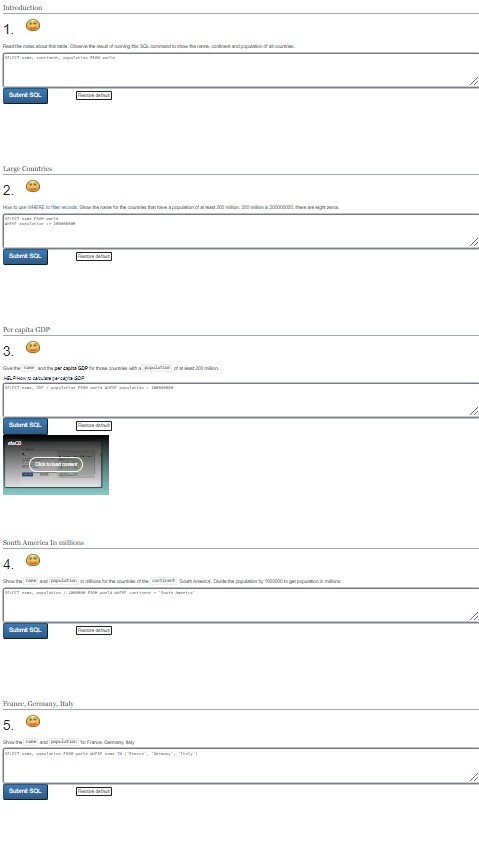 Introduction
1.
Read the notes about this table. Observe the result of running this SQL command to show the name, continent and population of all countries.
SELECT name, continent, population FROM world
Submit SQL Restore default
Large Countries
2.
How to use WHERE to filter records. Show the name for the countries that have a population of at least 200 million. 200 million is 200000000, there are eight zeros.
SELECT name FROM world
WHERE population >= 200000000
Submit SQL Restore default
Per capita GDP
3.
Give the name and the per capita GDP for those countries with a population of at least 200 million.
HELP:How to calculate per capita GDP
SELECT name, GDP / population FROM world WHERE population > 200000000
Submit SQL Restore default
Click to load content
South America In millions
4.
Show the name and population in millions for the countries of the continent 'South America'. Divide the population by 1000000 to get population in millions.
SELECT name, population / 1000000 FROM world WHERE continent = 'South America'
Submit SQL Restore default
France, Germany, Italy
5.
Show the name and population for France, Germany, Italy
SELECT name, population FROM world WHERE name IN ('France', 'Germany', 'Italy')
Submit SQL Restore default